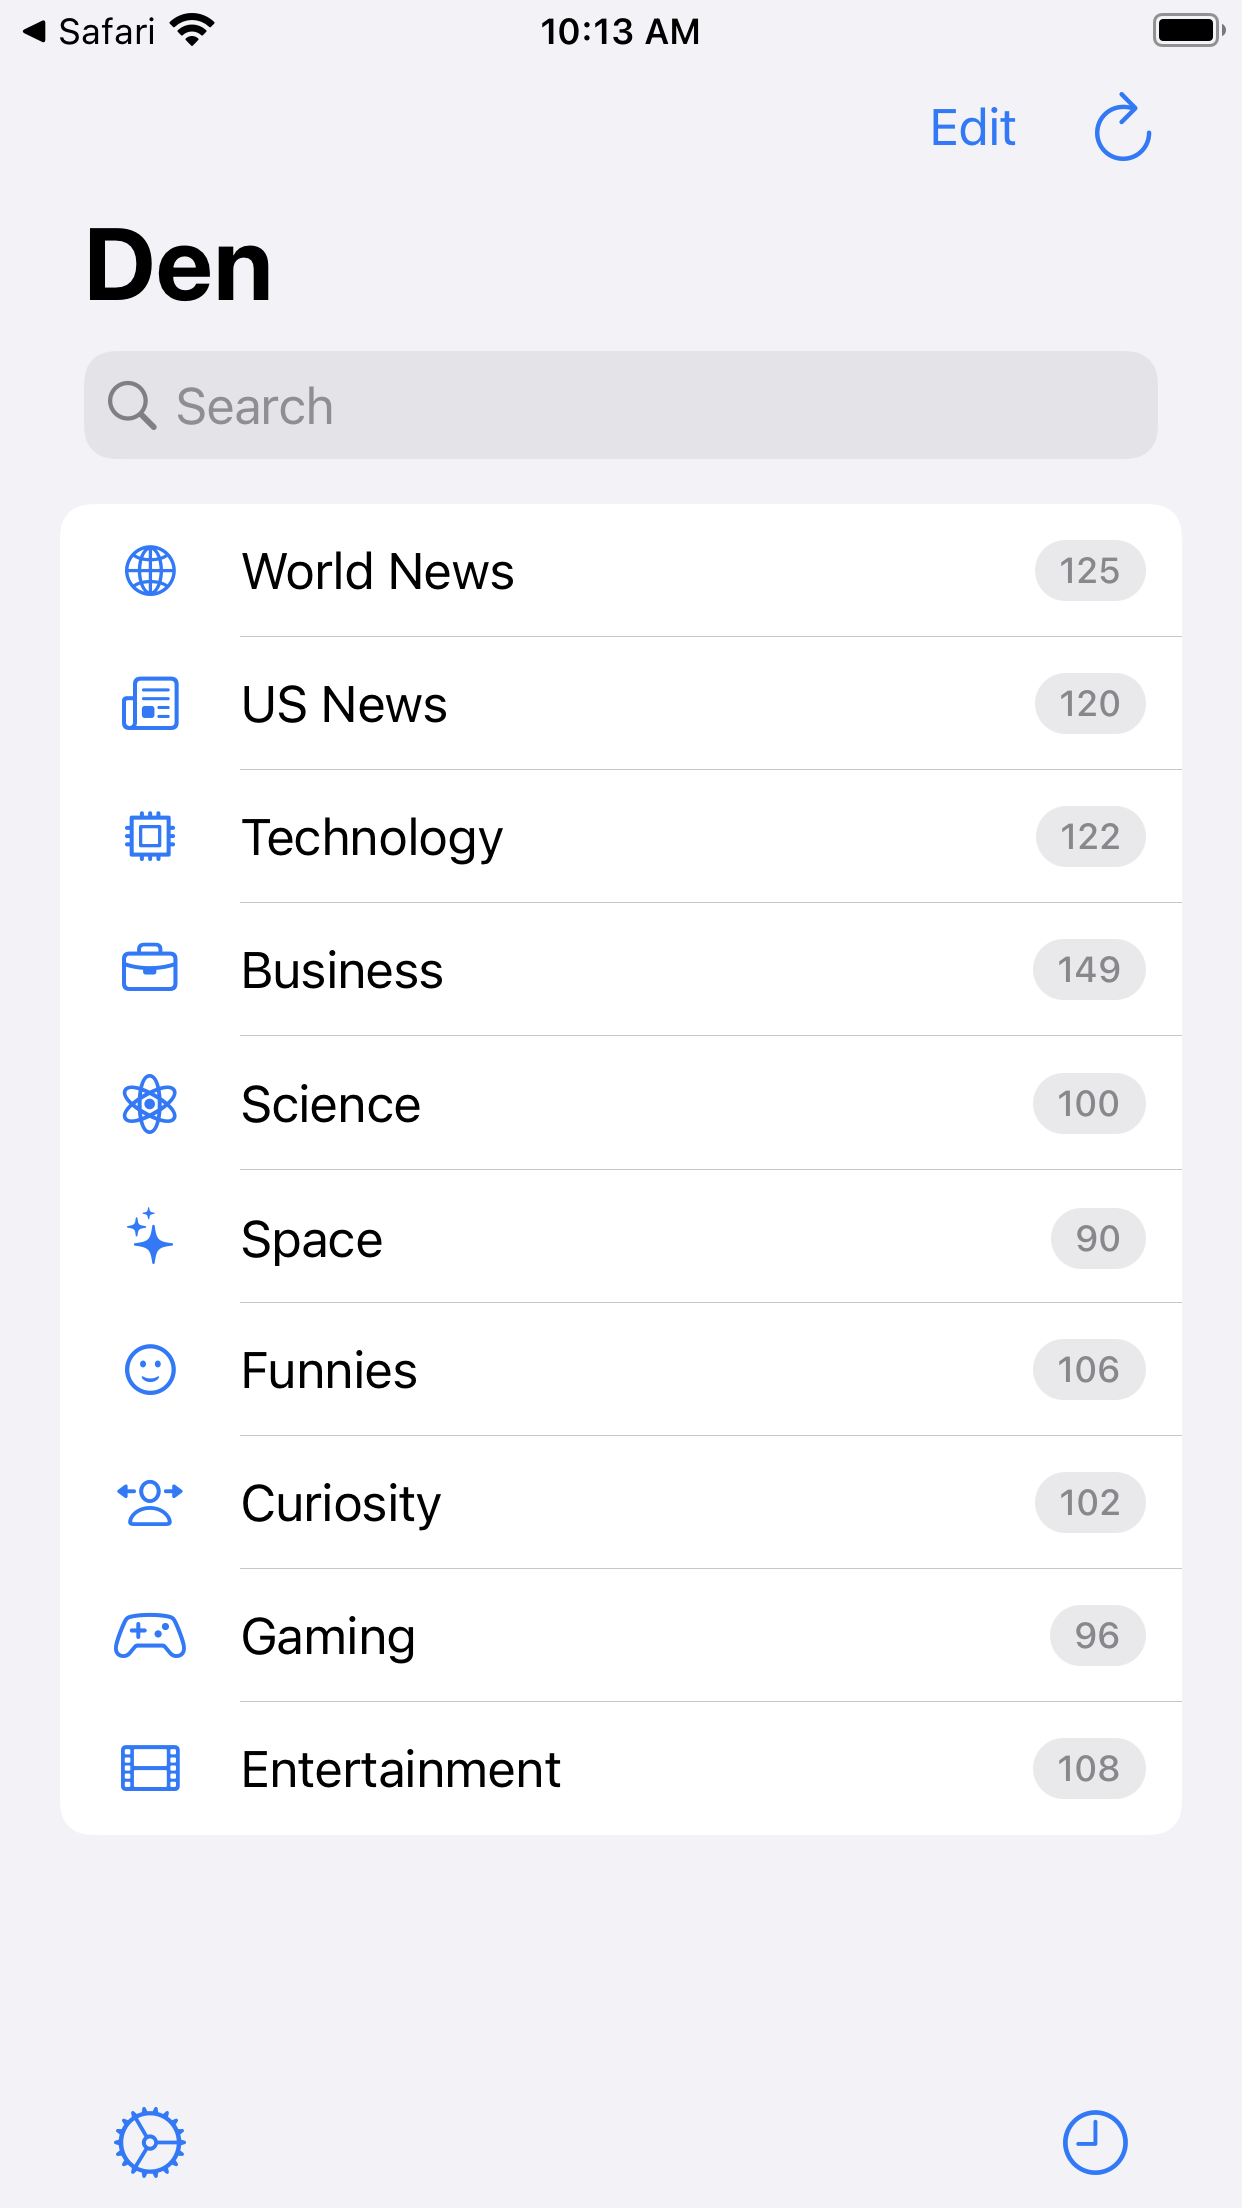 Safari 10:13 AM
Edit
Den
Search
World News 125
US News 120
Technology 122
Business 149
Science 100
Space 90
Funnies 106
Curiosity 102
Gaming 96
Entertainment 108